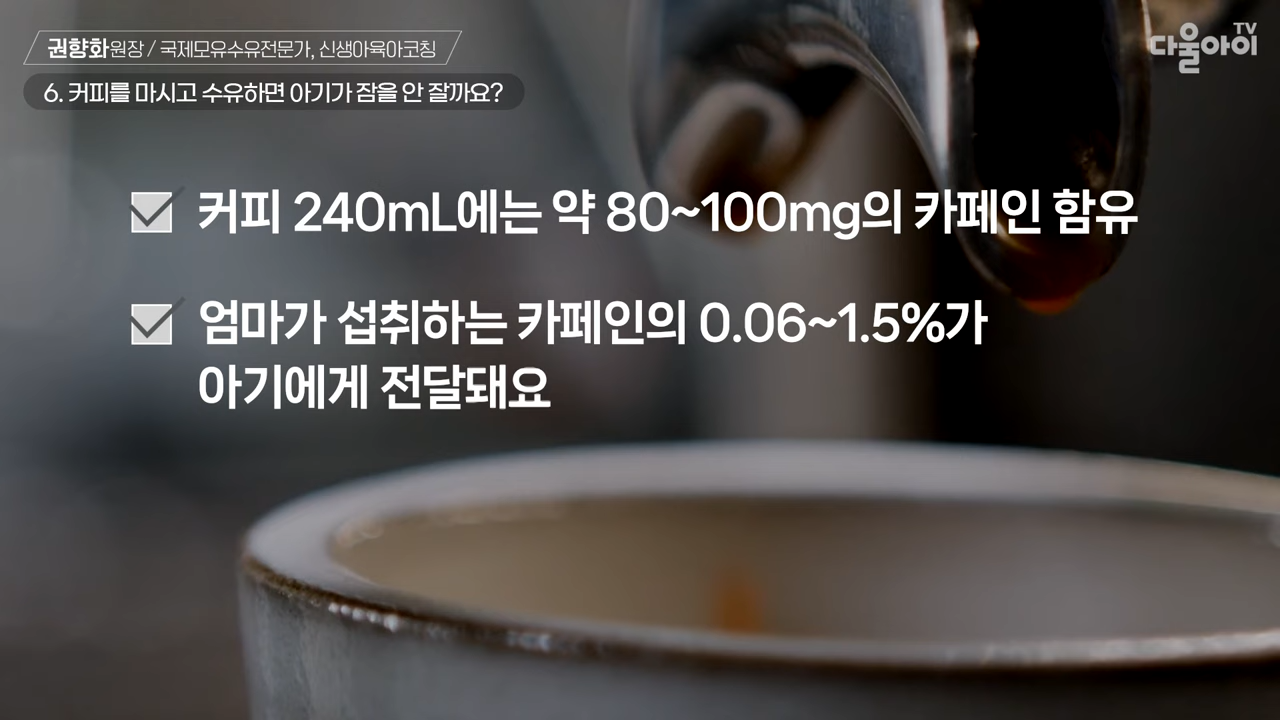 권향화원장 / 국제모유수유전문가, 신생아육아코칭
다울아이TV
6. 커피를 마시고 수유하면 아기가 잠을 안 잘까요?
커피 240mL에는 약 80~100mg의 카페인 함유
엄마가 섭취하는 카페인의 0.06~1.5%가
아기에게 전달돼요